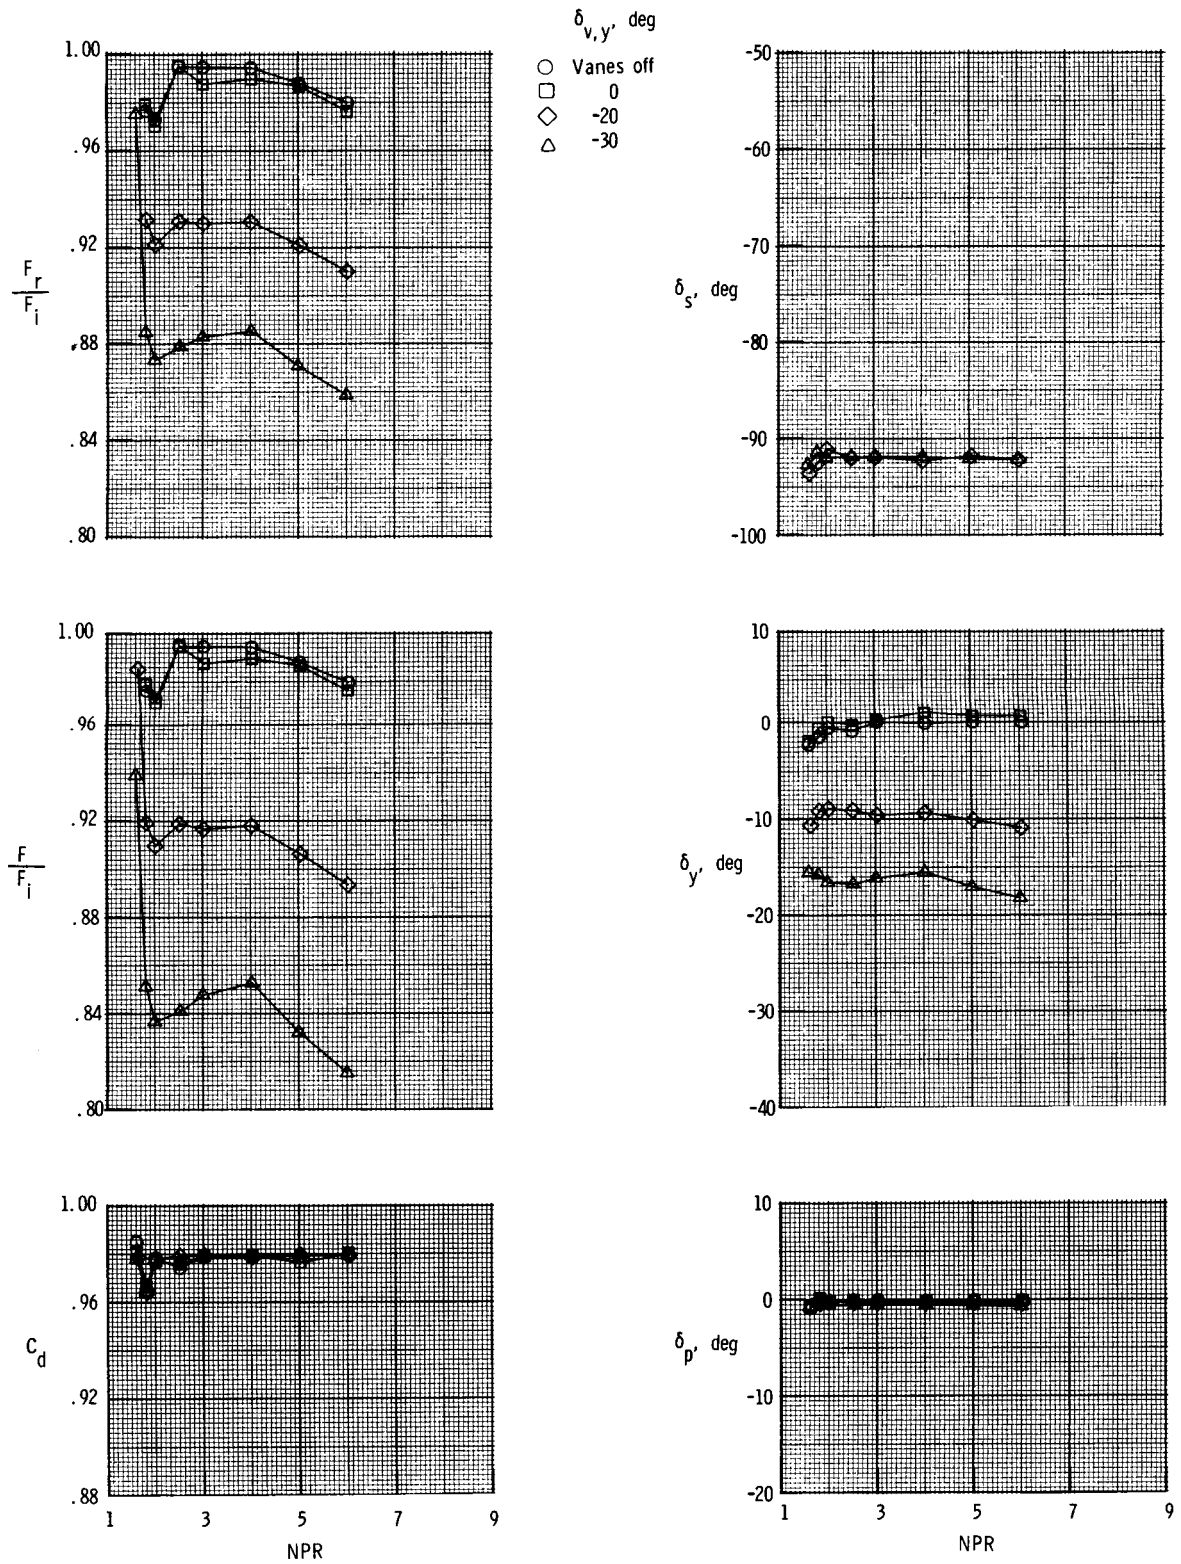 δv,y, deg
○ Vanes off
□ 0
◇ -20
△ -30
1.00
.96
.92
.88
.84
.80
Fr
Fi
-50
-60
-70
-80
-90
-100
δs, deg
1.00
.96
.92
.88
.84
.80
F
Fi
10
0
-10
-20
-30
-40
δy, deg
1.00
.96
.92
.88
Cd
1 3 5 7 9
NPR
10
0
-10
-20
δp, deg
1 3 5 7 9
NPR